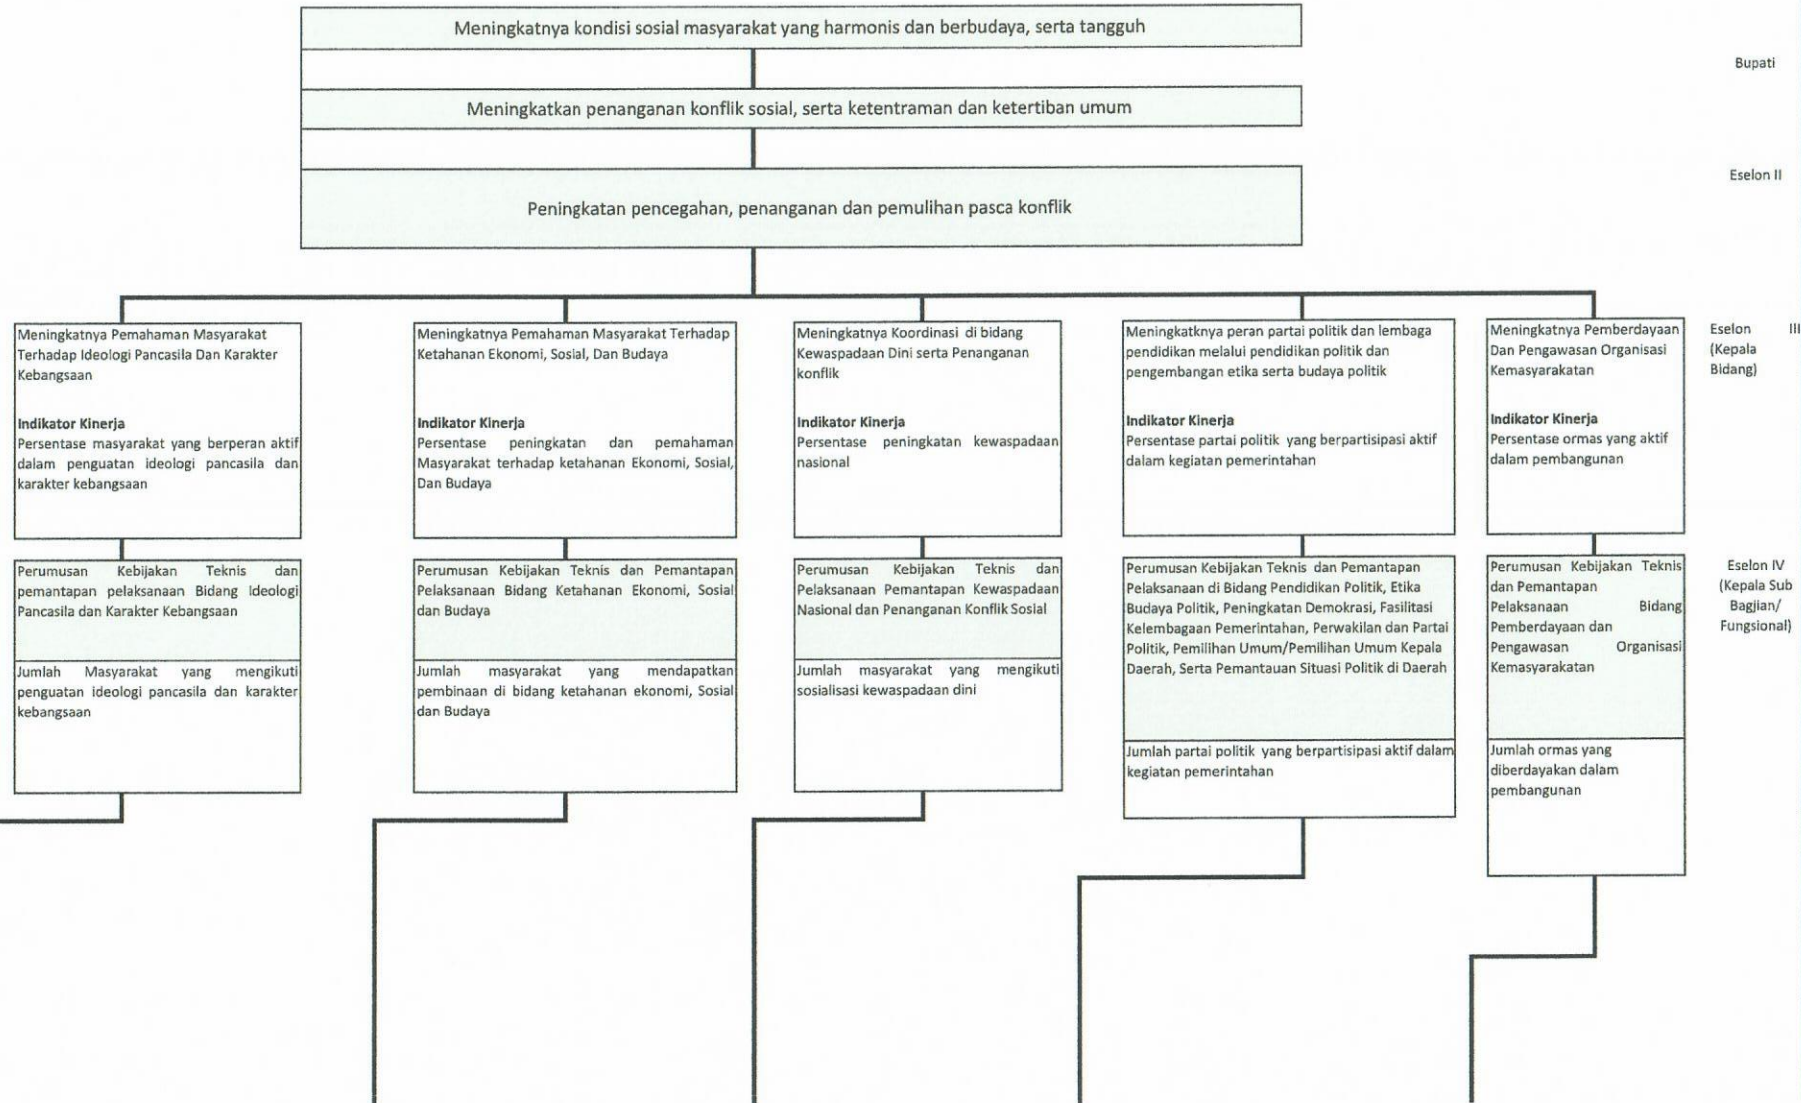 Meningkatnya kondisi sosial masyarakat yang harmonis dan berbudaya, serta tangguh
Bupati
Meningkatkan penanganan konflik sosial, serta ketentraman dan ketertiban umum
Eselon II
Peningkatan pencegahan, penanganan dan pemulihan pasca konflik
Meningkatnya Pemahaman Masyarakat
Terhadap Ideologi Pancasila Dan Karakter
Kebangsaan
Indikator Kinerja
Persentase masyarakat yang berperan aktif
dalam penguatan ideologi pancasila dan
karakter kebangsaan
Meningkatnya Pemahaman Masyarakat Terhadap
Ketahanan Ekonomi, Sosial, Dan Budaya
Indikator Kinerja
Persentase peningkatan dan pemahaman
Masyarakat terhadap ketahanan Ekonomi, Sosial,
Dan Budaya
Meningkatnya Koordinasi di bidang
Kewaspadaan Dini serta Penanganan
konflik
Indikator Kinerja
Persentase peningkatan kewaspadaan
nasional
Meningkatknya peran partai politik dan lembaga
pendidikan melalui pendidikan politik dan
pengembangan etika serta budaya politik
Indikator Kinerja
Persentase partai politik yang berpartisipasi aktif
dalam kegiatan pemerintahan
Meningkatnya Pemberdayaan
Dan Pengawasan Organisasi
Kemasyarakatan
Indikator Kinerja
Persentase ormas yang aktif
dalam pembangunan
Eselon III
(Kepala
Bidang)
Perumusan Kebijakan Teknis dan
pemantapan pelaksanaan Bidang Ideologi
Pancasila dan Karakter Kebangsaan
Jumlah Masyarakat yang mengikuti
penguatan ideologi pancasila dan karakter
kebangsaan
Perumusan Kebijakan Teknis dan Pemantapan
Pelaksanaan Bidang Ketahanan Ekonomi, Sosial
dan Budaya
Jumlah masyarakat yang mendapatkan
pembinaan di bidang ketahanan ekonomi, Sosial
dan Budaya
Perumusan Kebijakan Teknis dan
Pelaksanaan Pemantapan Kewaspadaan
Nasional dan Penanganan Konflik Sosial
Jumlah masyarakat yang mengikuti
sosialisasi kewaspadaan dini
Perumusan Kebijakan Teknis dan Pemantapan
Pelaksanaan di Bidang Pendidikan Politik, Etika
Budaya Politik, Peningkatan Demokrasi, Fasilitasi
Kelembagaan Pemerintahan, Perwakilan dan Partai
Politik, Pemilihan Umum/Pemilihan Umum Kepala
Daerah, Serta Pemantauan Situasi Politik di Daerah
Jumlah partai politik yang berpartisipasi aktif dalam
kegiatan pemerintahan
Perumusan Kebijakan Teknis
dan Pemantapan
Pelaksanaan Bidang
Pemberdayaan dan
Pengawasan Organisasi
Kemasyarakatan
Jumlah ormas yang
diberdayakan dalam
pembangunan
Eselon IV
(Kepala Sub
Bagjian/
Fungsional)